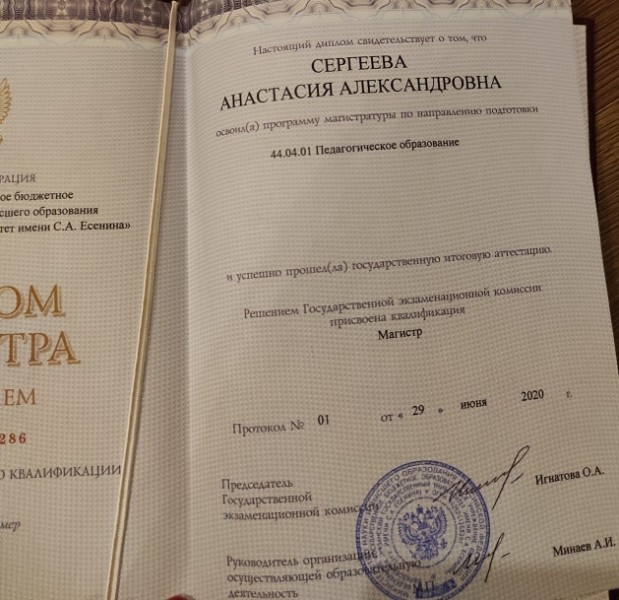 РАЦИЯ
ое бюджетное
сшего образования
тет имени С.А. Есенина»
ОМ
ТРА
ЕМ
286
О КВАЛИФИКАЦИИ
мер
Настоящий диплом свидетельствует о том, что
СЕРГЕЕВА
АНАСТАСИЯ АЛЕКСАНДРОВНА
освоил(а) программу магистратуры по направлению подготовки
44.04.01 Педагогическое образование
и успешно прошел(ла) государственную итоговую аттестацию.
Решением Государственной экзаменационной комиссии
присвоена квалификация
Магистр
Протокол № 01 от « 29 » июня 2020 г.
Председатель
Государственной
экзаменационной комиссии
Игнатова О.А.
Руководитель организации,
осуществляющей образовательную
деятельность
Минаев А.И.
М.П.